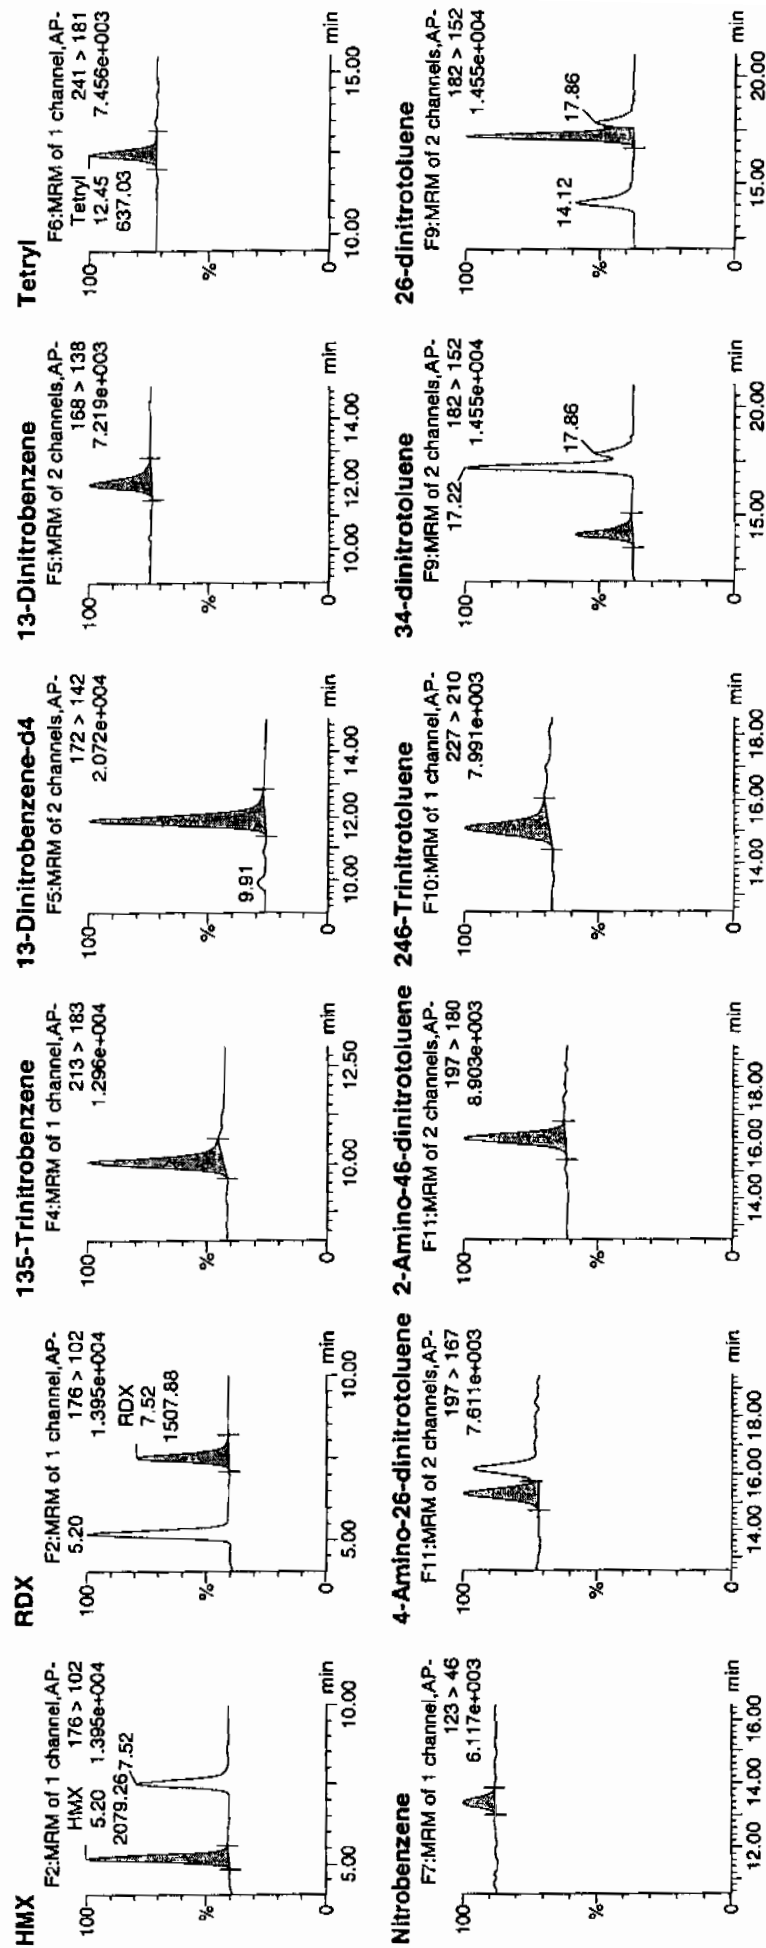 HMX
F2:MRM of 1 channel,AP-
HMX 176 > 102
5.20 1.395e+004
2079.26 7.52
100
%
0
5.00 10.00 min
RDX
F2:MRM of 1 channel,AP-
5.20 176 > 102
1.395e+004
RDX
7.52
1507.88
100
%
0
5.00 10.00 min
135-Trinitrobenzene
F4:MRM of 1 channel,AP-
213 > 183
1.296e+004
100
%
0
10.00 12.50 min
13-Dinitrobenzene-d4
F5:MRM of 2 channels,AP-
172 > 142
2.072e+004
9.91
100
%
0
10.00 12.00 14.00 min
13-Dinitrobenzene
F5:MRM of 2 channels,AP-
168 > 138
7.219e+003
100
%
0
10.00 12.00 14.00 min
Tetryl
F6:MRM of 1 channel,AP-
Tetryl 241 > 181
12.45 7.456e+003
637.03
100
%
0
10.00 15.00 min
Nitrobenzene
F7:MRM of 1 channel,AP-
123 > 46
6.117e+003
100
%
0
12.00 14.00 16.00 min
4-Amino-26-dinitrotoluene
F11:MRM of 2 channels,AP-
197 > 167
7.611e+003
100
%
0
14.00 16.00 18.00 min
2-Amino-46-dinitrotoluene
F11:MRM of 2 channels,AP-
197 > 180
8.903e+003
100
%
0
14.00 16.00 18.00 min
246-Trinitrotoluene
F10:MRM of 1 channel,AP-
227 > 210
7.991e+003
100
%
0
14.00 16.00 18.00 min
34-dinitrotoluene
F9:MRM of 2 channels,AP-
17.22 182 > 152
1.455e+004
17.86
100
%
0
15.00 20.00 min
26-dinitrotoluene
F9:MRM of 2 channels,AP-
182 > 152
1.455e+004
14.12 17.86
100
%
0
15.00 20.00 min